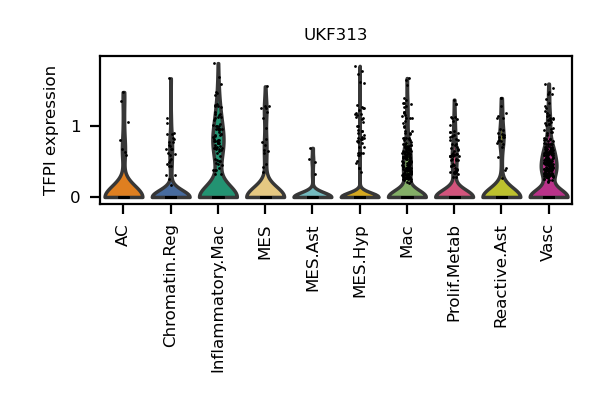 UKF313
TFPI expression
1
0
AC
Chromatin.Reg
Inflammatory.Mac
MES
MES.Ast
MES.Hyp
Mac
Prolif.Metab
Reactive.Ast
Vasc